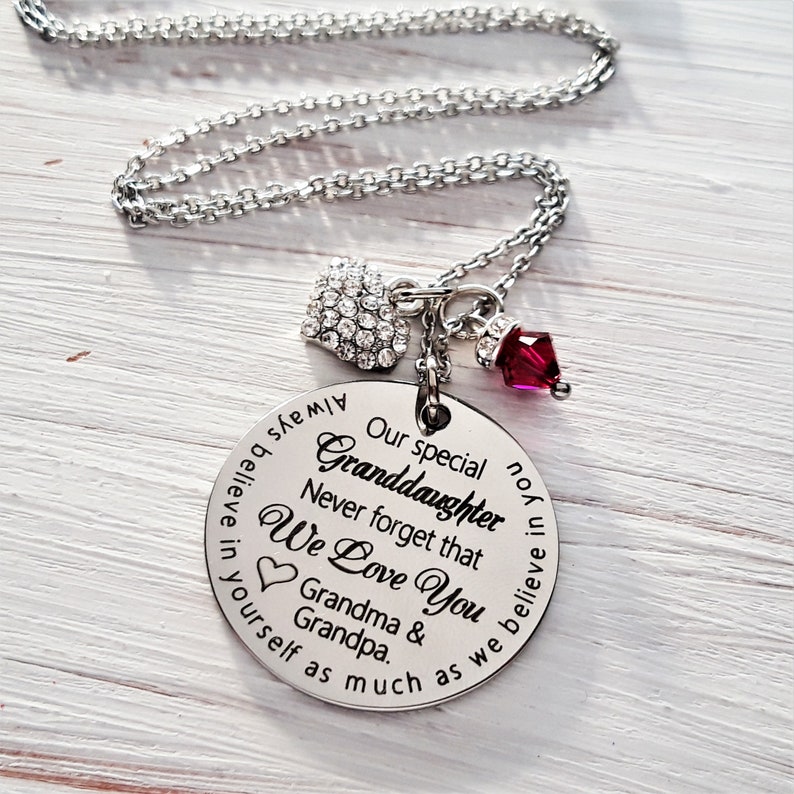 Our special
Granddaughter
Never forget that
We Love You
Grandma &
Grandpa.
Always believe in yourself as much as we believe in you